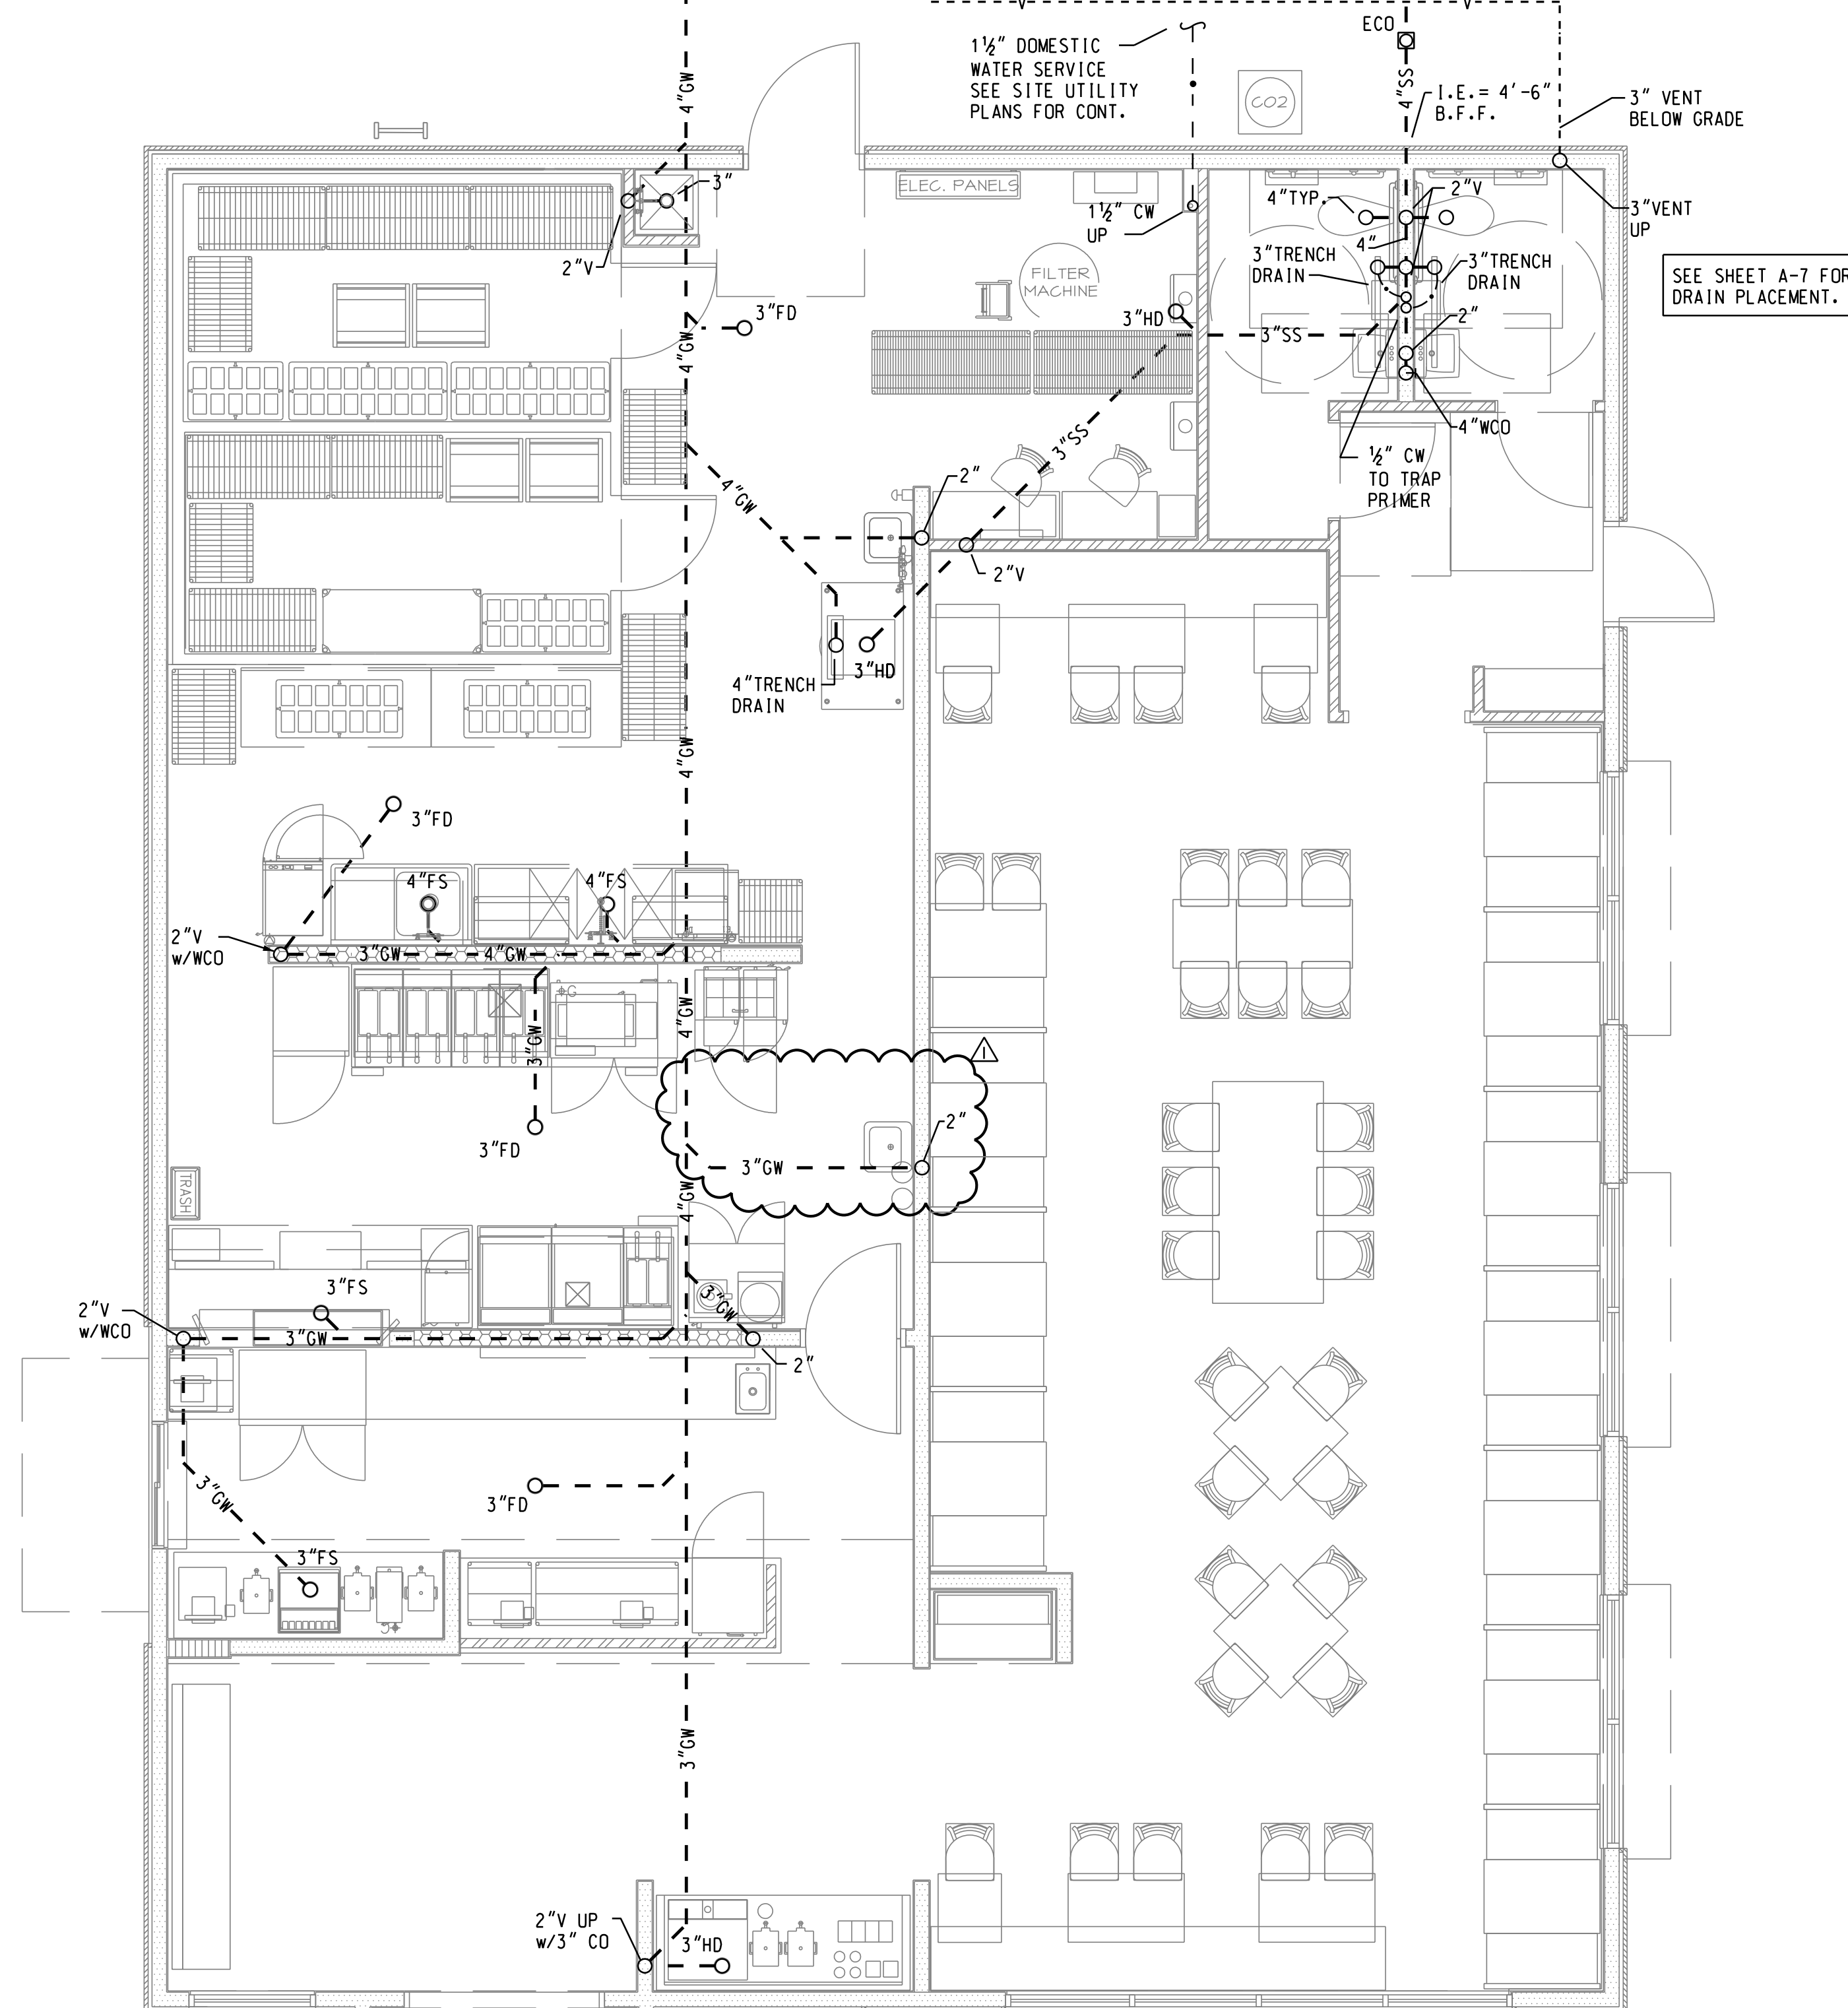 V
V
ECO
4"GW
1½" DOMESTIC
WATER SERVICE
SEE SITE UTILITY
PLANS FOR CONT.
CO2
4"SS
I.E.= 4'-6"
B.F.F.
3" VENT
BELOW GRADE
3"
ELEC. PANELS
1½" CW
UP
4"TYP.
2"V
3"VENT
UP
2"V
4"
3"TRENCH
DRAIN
3"TRENCH
DRAIN
SEE SHEET A-7 FOR
DRAIN PLACEMENT.
FILTER
MACHINE
3"FD
3"HD
3"SS
2"
4"GW
4"WCO
3"SS
½" CW
TO TRAP
PRIMER
4"GW
2"
2"V
3"HD
4"TRENCH
DRAIN
4"GW
3"FD
4"FS
4"FS
2"V
w/WCO
3"GW
4"GW
G
4"GW
3"GW
1
2"
3"FD
3"GW
TRASH
4"GW
3"FS
3"GW
2"V
w/WCO
3"GW
2"
3"GW
3"FD
3"FS
G
3"GW
2"V UP
w/3" CO
3"HD